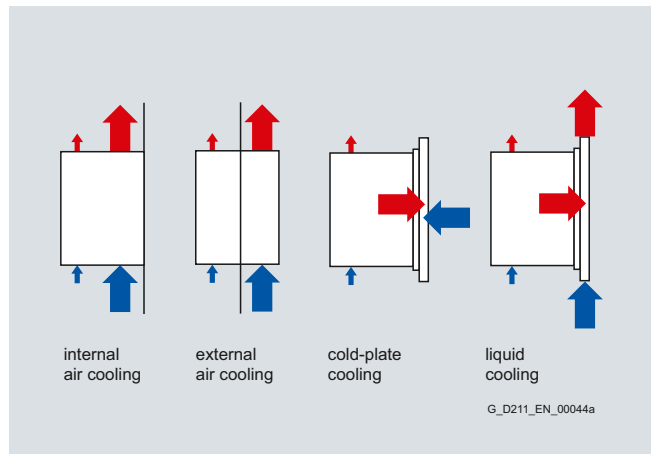 internal
air cooling
external
air cooling
cold-plate
cooling
liquid
cooling
G_D211_EN_00044a